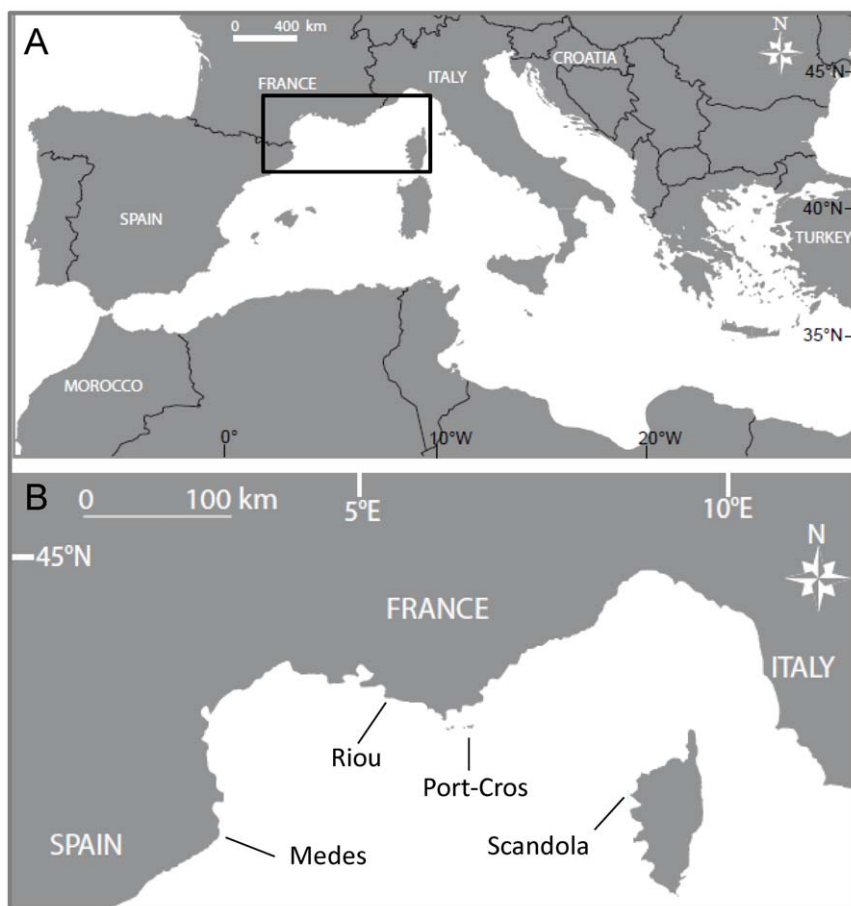 A
0 400 km
N
CROATIA
45°N
FRANCE
ITALY
SPAIN
40°N
TURKEY
35°N
MOROCCO
0°
10°W
20°W
B
0 100 km
5°E
10°E
45°N
N
FRANCE
ITALY
Riou
Port-Cros
SPAIN
Medes
Scandola